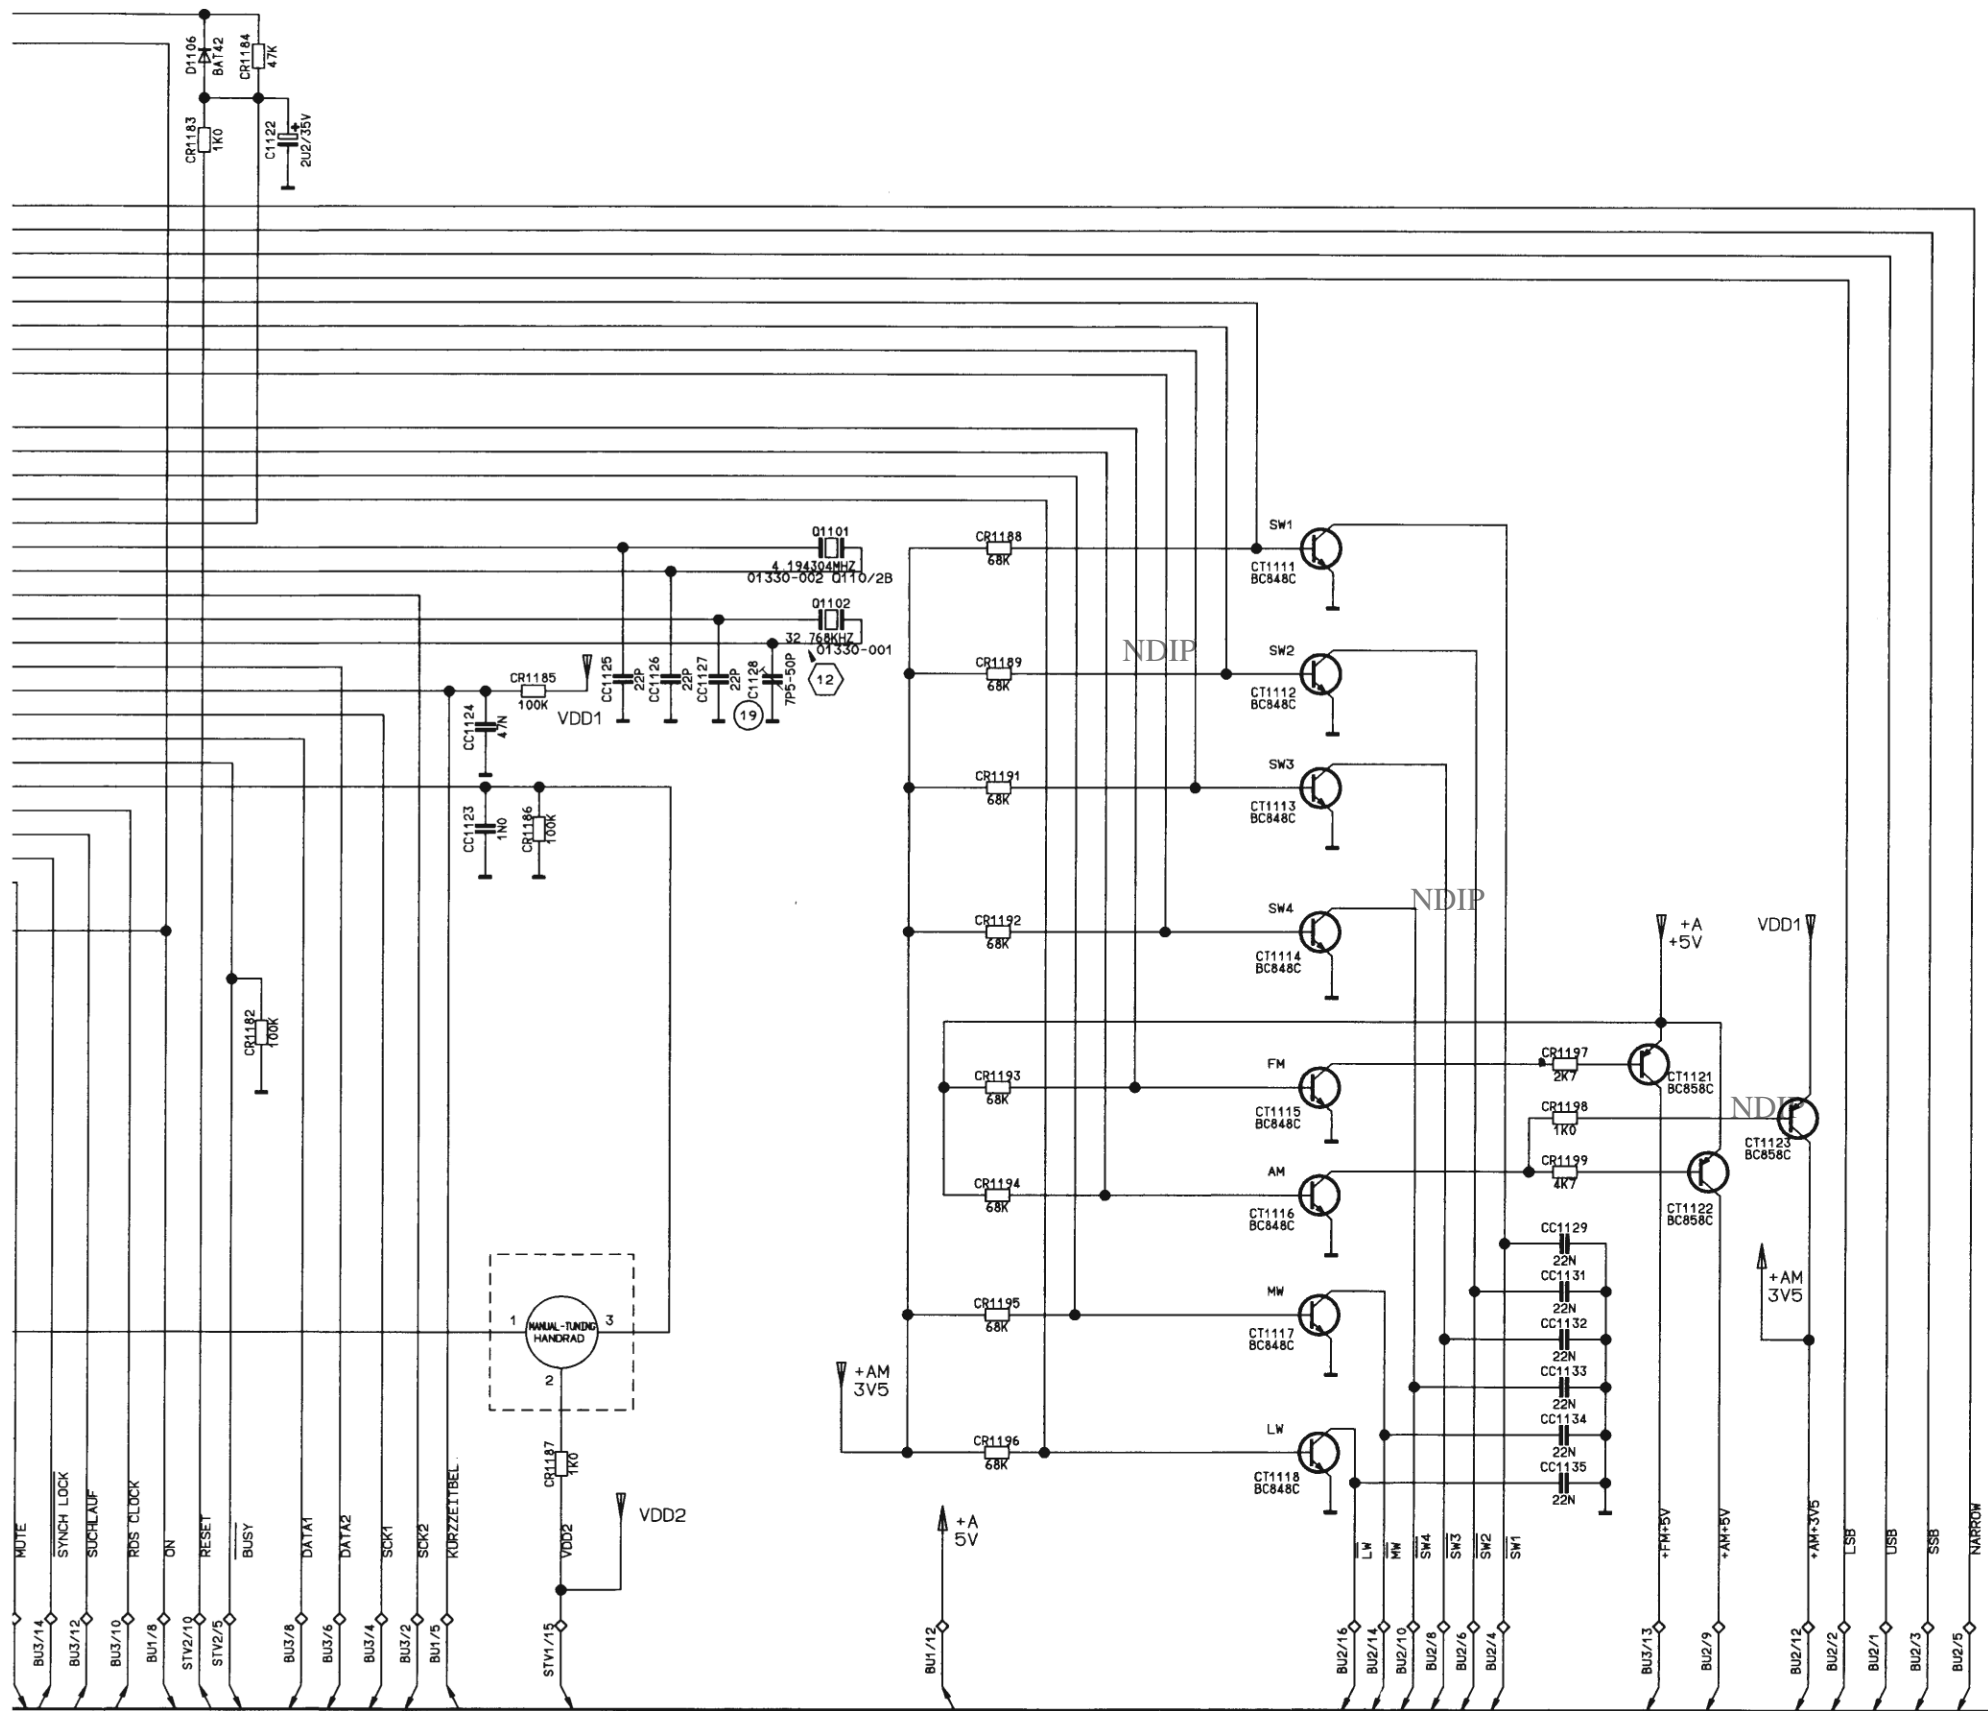 D1106
BAT42
CR1184
47K
CR1183
1K0
C1122
2U2/35V
+
Q1101
4.194304MHZ
01330-002 Q110/2B
Q1102
32.768KHZ
01330-001
12
19
CR1185
100K
VDD1
CC1125
22P
CC1126
22P
CC1127
22P
C1128
7P5-50P
CC1124
47N
CC1123
1N0
CR1186
100K
CR1182
100K
CR1188
68K
SW1
CT1111
BC848C
NDIP
CR1189
68K
SW2
CT1112
BC848C
CR1191
68K
SW3
CT1113
BC848C
NDIP
CR1192
68K
SW4
CT1114
BC848C
+A
+5V
VDD1
CR1193
68K
FM
CT1115
BC848C
CR1197
2K7
CT1121
BC858C
CR1198
1K0
NDIP
CT1123
BC858C
CR1194
68K
AM
CT1116
BC848C
CR1199
4K7
CT1122
BC858C
CC1129
22N
CC1131
22N
CC1132
22N
CC1133
22N
CC1134
22N
CC1135
22N
+AM
3V5
1
MANUAL-TUNING
HANDRAD
3
2
CR1187
1K0
VDD2
VDD2
CR1195
68K
MW
CT1117
BC848C
+AM
3V5
CR1196
68K
LW
CT1118
BC848C
+A
5V
MUTE
SYNCH LOCK
SUCHLAUF
RDS CLOCK
ON
RESET
BUSY
DATA1
DATA2
SCK1
SCK2
KURZZEITBEL.
LW
MW
SW4
SW3
SW2
SW1
+FM+5V
+AM+5V
+AM+3V5
LSB
USB
SSB
NARROW
BU3/14
BU3/12
BU3/10
BU1/8
STV2/10
STV2/5
BU3/8
BU3/6
BU3/4
BU3/2
BU1/5
STV1/15
BU1/12
BU2/16
BU2/14
BU2/10
BU2/8
BU2/6
BU2/4
BU3/13
BU2/9
BU2/12
BU2/2
BU2/1
BU2/3
BU2/5